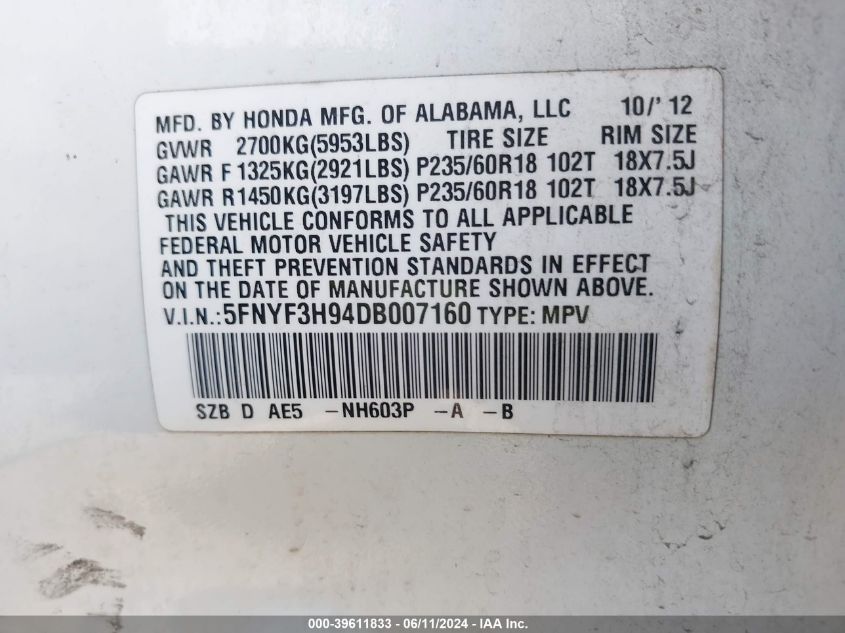 MFD. BY HONDA MFG. OF ALABAMA, LLC 10/'12
GVWR 2700KG(5953LBS) TIRE SIZE RIM SIZE
GAWR F 1325KG(2921LBS) P235/60R18 102T 18X7.5J
GAWR R1450KG(3197LBS) P235/60R18 102T 18X7.5J
THIS VEHICLE CONFORMS TO ALL APPLICABLE
FEDERAL MOTOR VEHICLE SAFETY
AND THEFT PREVENTION STANDARDS IN EFFECT
ON THE DATE OF MANUFACTURE SHOWN ABOVE.
V.I.N.:5FNYF3H94DB007160 TYPE: MPV
SZB D AE5 -NH603P -A -B
000-39611833 - 06/11/2024 - IAA Inc.